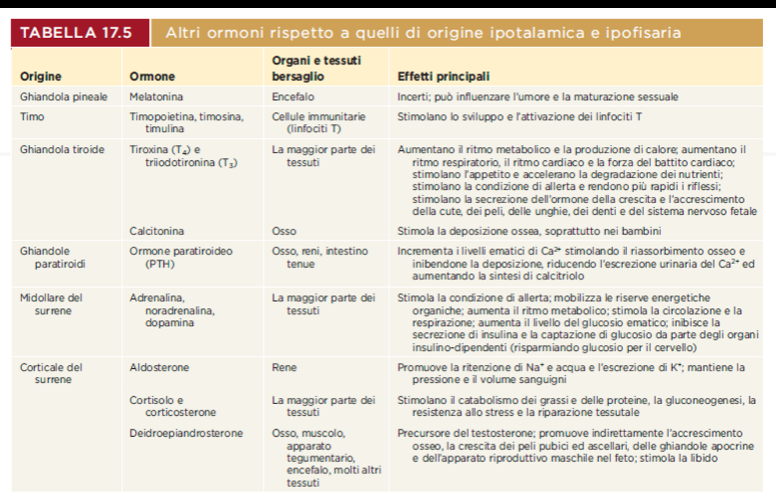 TABELLA 17.5 Altri ormoni rispetto a quelli di origine ipotalamica e ipofisaria
Organi e tessuti
Origine Ormone bersaglio Effetti principali
Ghiandola pineale Melatonina Encefalo Incerti; può influenzare l'umore e la maturazione sessuale
Timo Timopoietina, timosina, Cellule immunitarie Stimolano lo sviluppo e l'attivazione dei linfociti T
timulina (linfociti T)
Ghiandola tiroide Tiroxina (T₄) e La maggior parte dei Aumentano il ritmo metabolico e la produzione di calore; aumentano il
triiodotironina (T₃) tessuti ritmo respiratorio, il ritmo cardiaco e la forza del battito cardiaco;
stimolano l'appetito e accelerano la degradazione dei nutrienti;
stimolano la condizione di allerta e rendono più rapidi i riflessi;
stimolano la secrezione dell'ormone della crescita e l'accrescimento
della cute, dei peli, delle unghie, dei denti e del sistema nervoso fetale
Calcitonina Osso Stimola la deposizione ossea, soprattutto nei bambini
Ghiandole Ormone paratiroideo Osso, reni, intestino Incrementa i livelli ematici di Ca²⁺ stimolando il riassorbimento osseo e
paratiroidi (PTH) tenue inibendone la deposizione, riducendo l'escrezione urinaria del Ca²⁺ ed
aumentando la sintesi di calcitriolo
Midollare del Adrenalina, La maggior parte dei Stimola la condizione di allerta; mobilizza le riserve energetiche
surrene noradrenalina, tessuti organiche; aumenta il ritmo metabolico; stimola la circolazione e la
dopamina respirazione; aumenta il livello del glucosio ematico; inibisce la
secrezione di insulina e la captazione di glucosio da parte degli organi
insulino-dipendenti (risparmiando glucosio per il cervello)
Corticale del Aldosterone Rene Promuove la ritenzione di Na⁺ e acqua e l'escrezione di K⁺; mantiene la
surrene pressione e il volume sanguigni
Cortisolo e La maggior parte dei Stimolano il catabolismo dei grassi e delle proteine, la gluconeogenesi, la
corticosterone tessuti resistenza allo stress e la riparazione tessutale
Deidroepiandrosterone Osso, muscolo, Precursore del testosterone; promuove indirettamente l'accrescimento
apparato osseo, la crescita dei peli pubici ed ascellari, delle ghiandole apocrine
tegumentario, e dell'apparato riproduttivo maschile nel feto; stimola la libido
encefalo, molti altri
tessuti